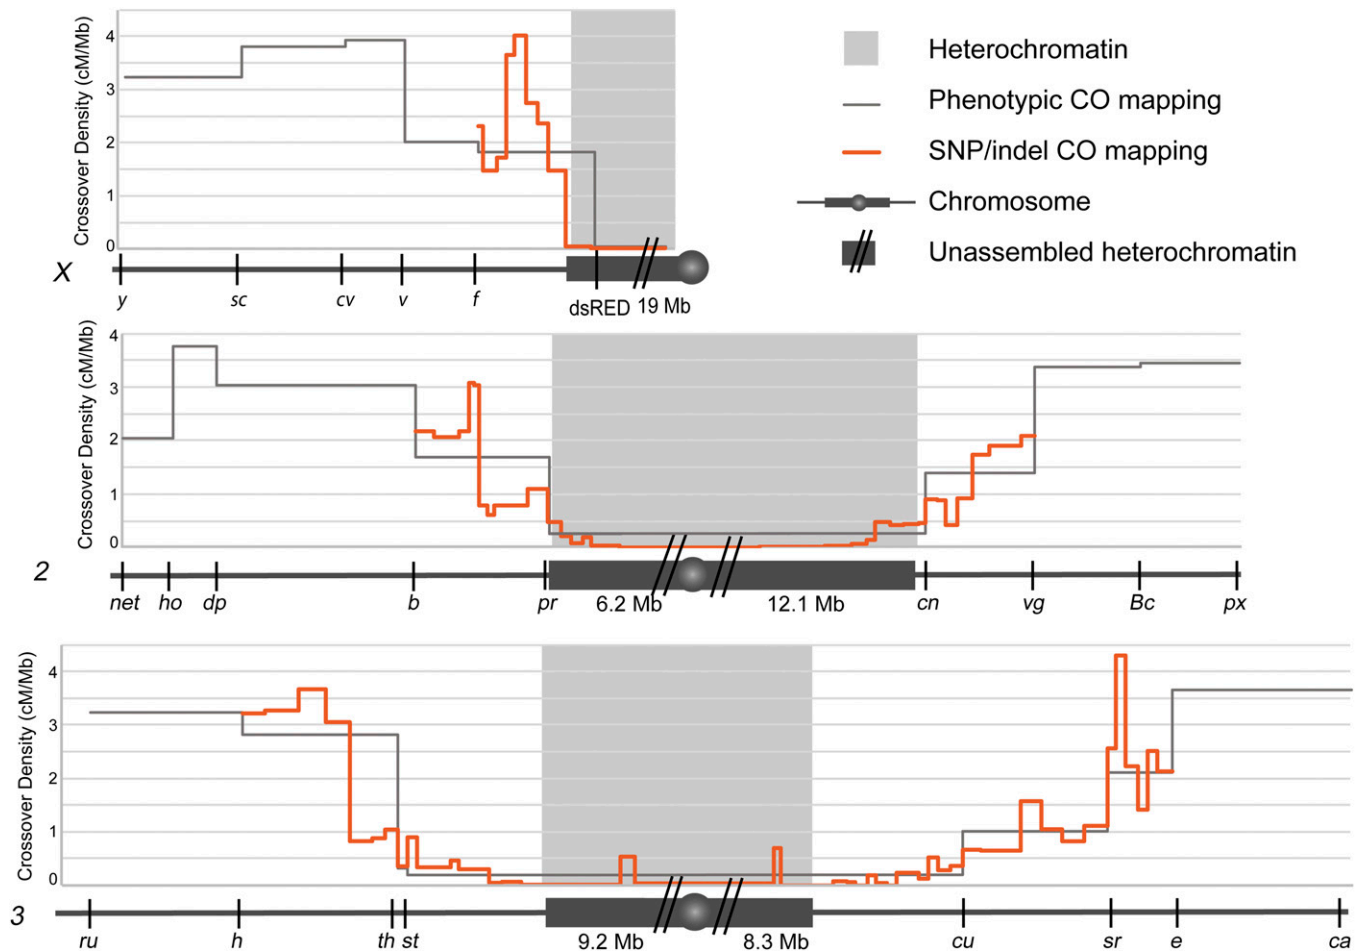 Crossover Density (cM/Mb)
4
3
2
1
0
X
y sc cv v f dsRED 19 Mb
Heterochromatin
Phenotypic CO mapping
SNP/indel CO mapping
Chromosome
Unassembled heterochromatin
Crossover Density (cM/Mb)
4
3
2
1
0
2
net ho dp b pr 6.2 Mb 12.1 Mb cn vg Bc px
Crossover Density (cM/Mb)
4
3
2
1
0
3
ru h th st 9.2 Mb 8.3 Mb cu sr e ca